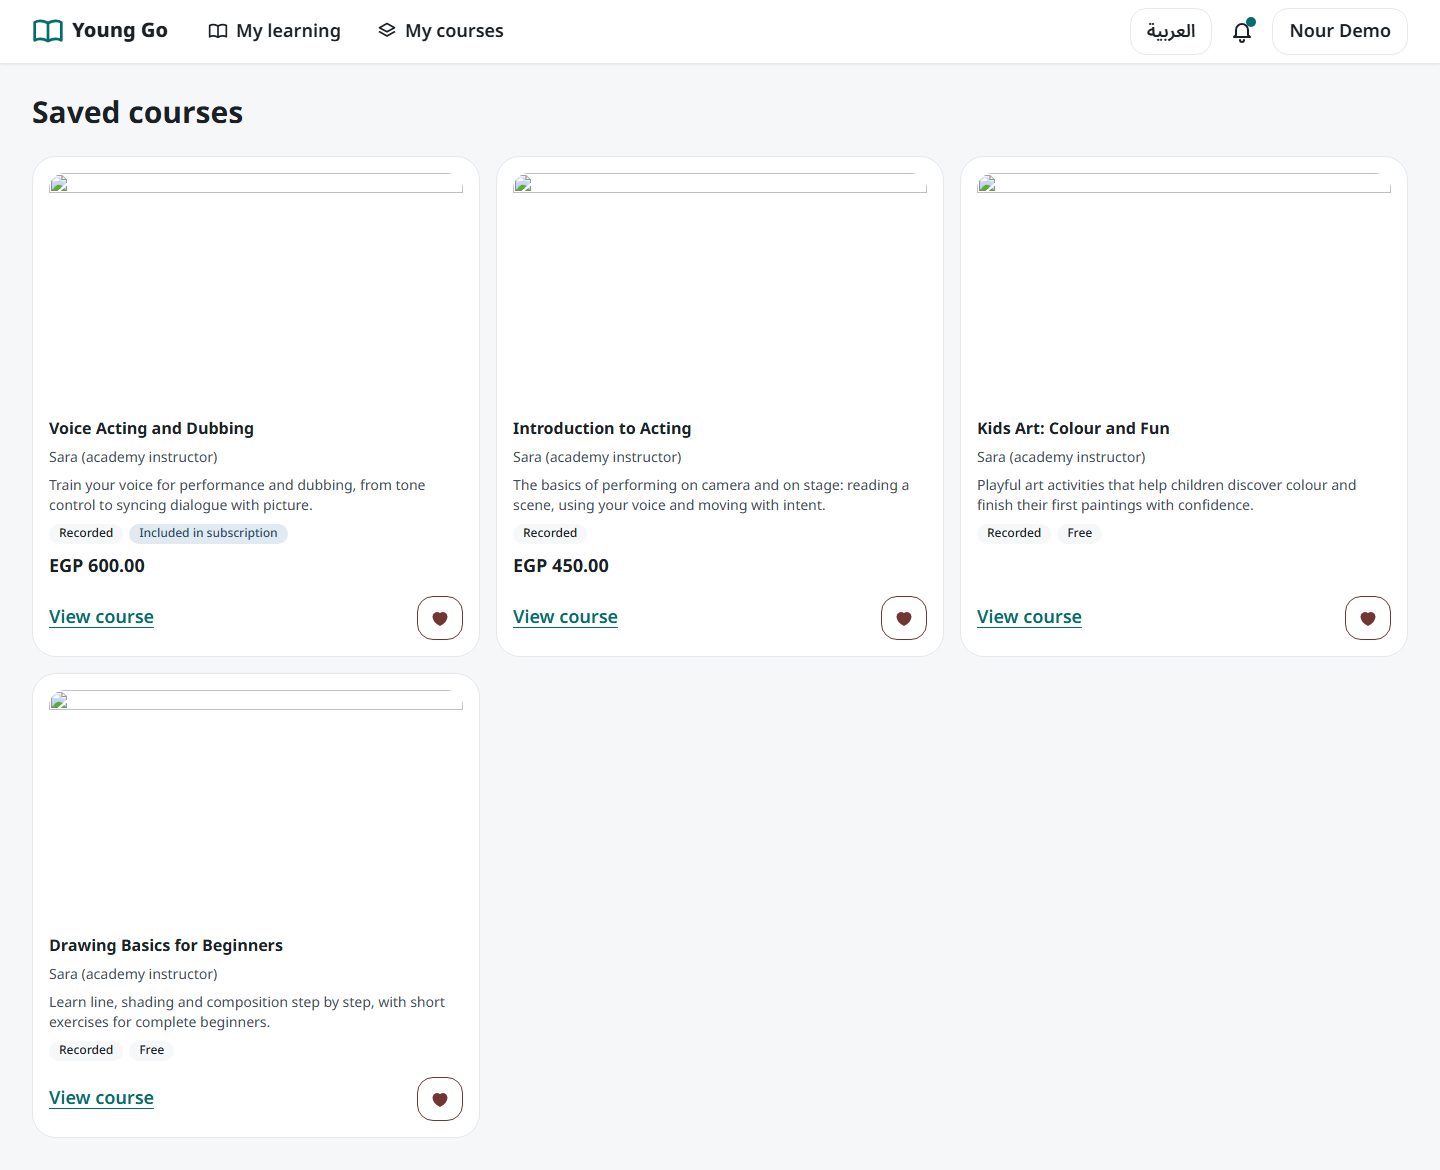 Young Go
My learning
My courses
العربية
Nour Demo
Saved courses
Voice Acting and Dubbing
Sara (academy instructor)
Train your voice for performance and dubbing, from tone
control to syncing dialogue with picture.
Recorded
Included in subscription
EGP 600.00
View course
Introduction to Acting
Sara (academy instructor)
The basics of performing on camera and on stage: reading a
scene, using your voice and moving with intent.
Recorded
EGP 450.00
View course
Kids Art: Colour and Fun
Sara (academy instructor)
Playful art activities that help children discover colour and
finish their first paintings with confidence.
Recorded
Free
View course
Drawing Basics for Beginners
Sara (academy instructor)
Learn line, shading and composition step by step, with short
exercises for complete beginners.
Recorded
Free
View course